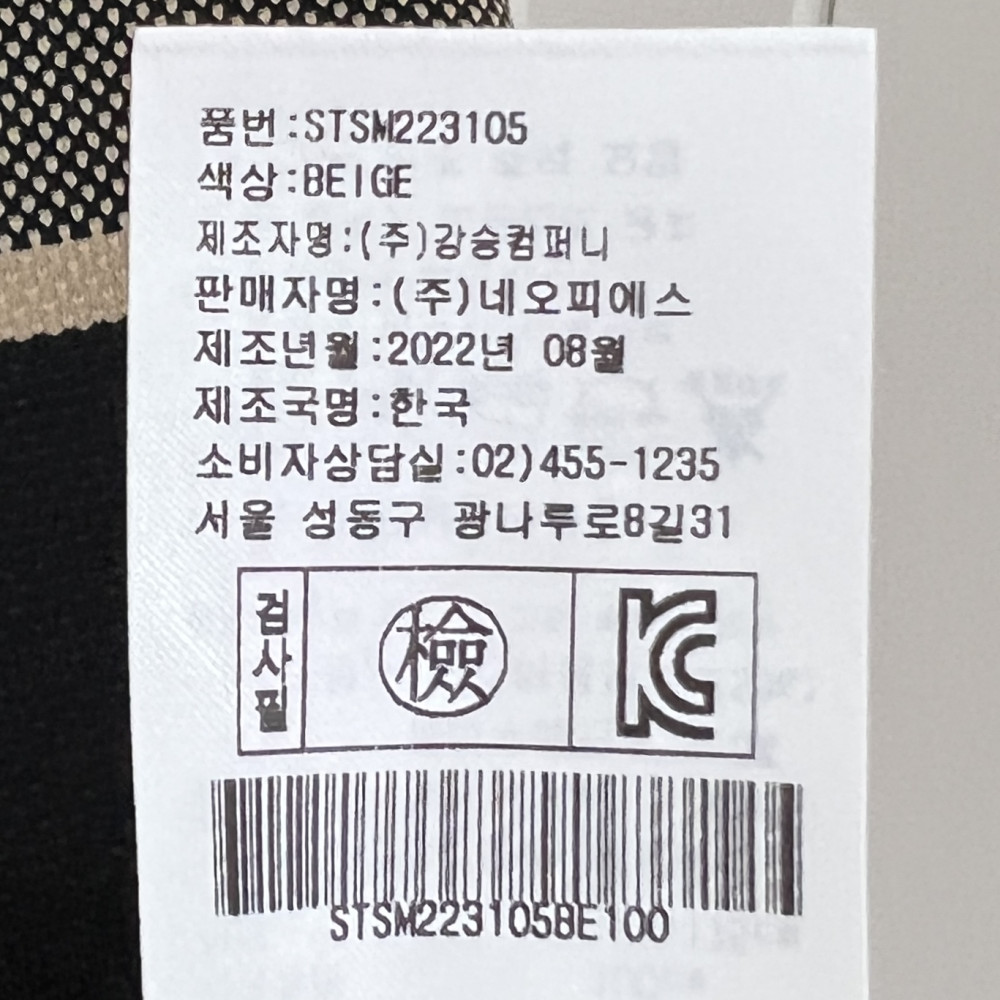 품번:STSM223105
색상:BEIGE
제조자명:(주)강승컴퍼니
판매자명:(주)네오피에스
제조년월:2022년 08월
제조국명:한국
소비자상담실:02)455-1235
서울 성동구 광나루로8길31
검사필
檢
KC
STSM223105BE100